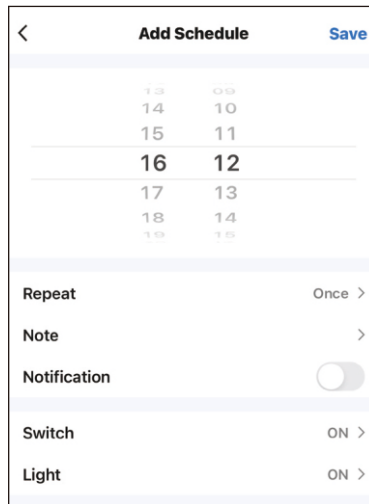 Add Schedule Save
13 09
14 10
15 11
16 12
17 13
18 14
19 15
Repeat Once
Note
Notification
Switch ON
Light ON